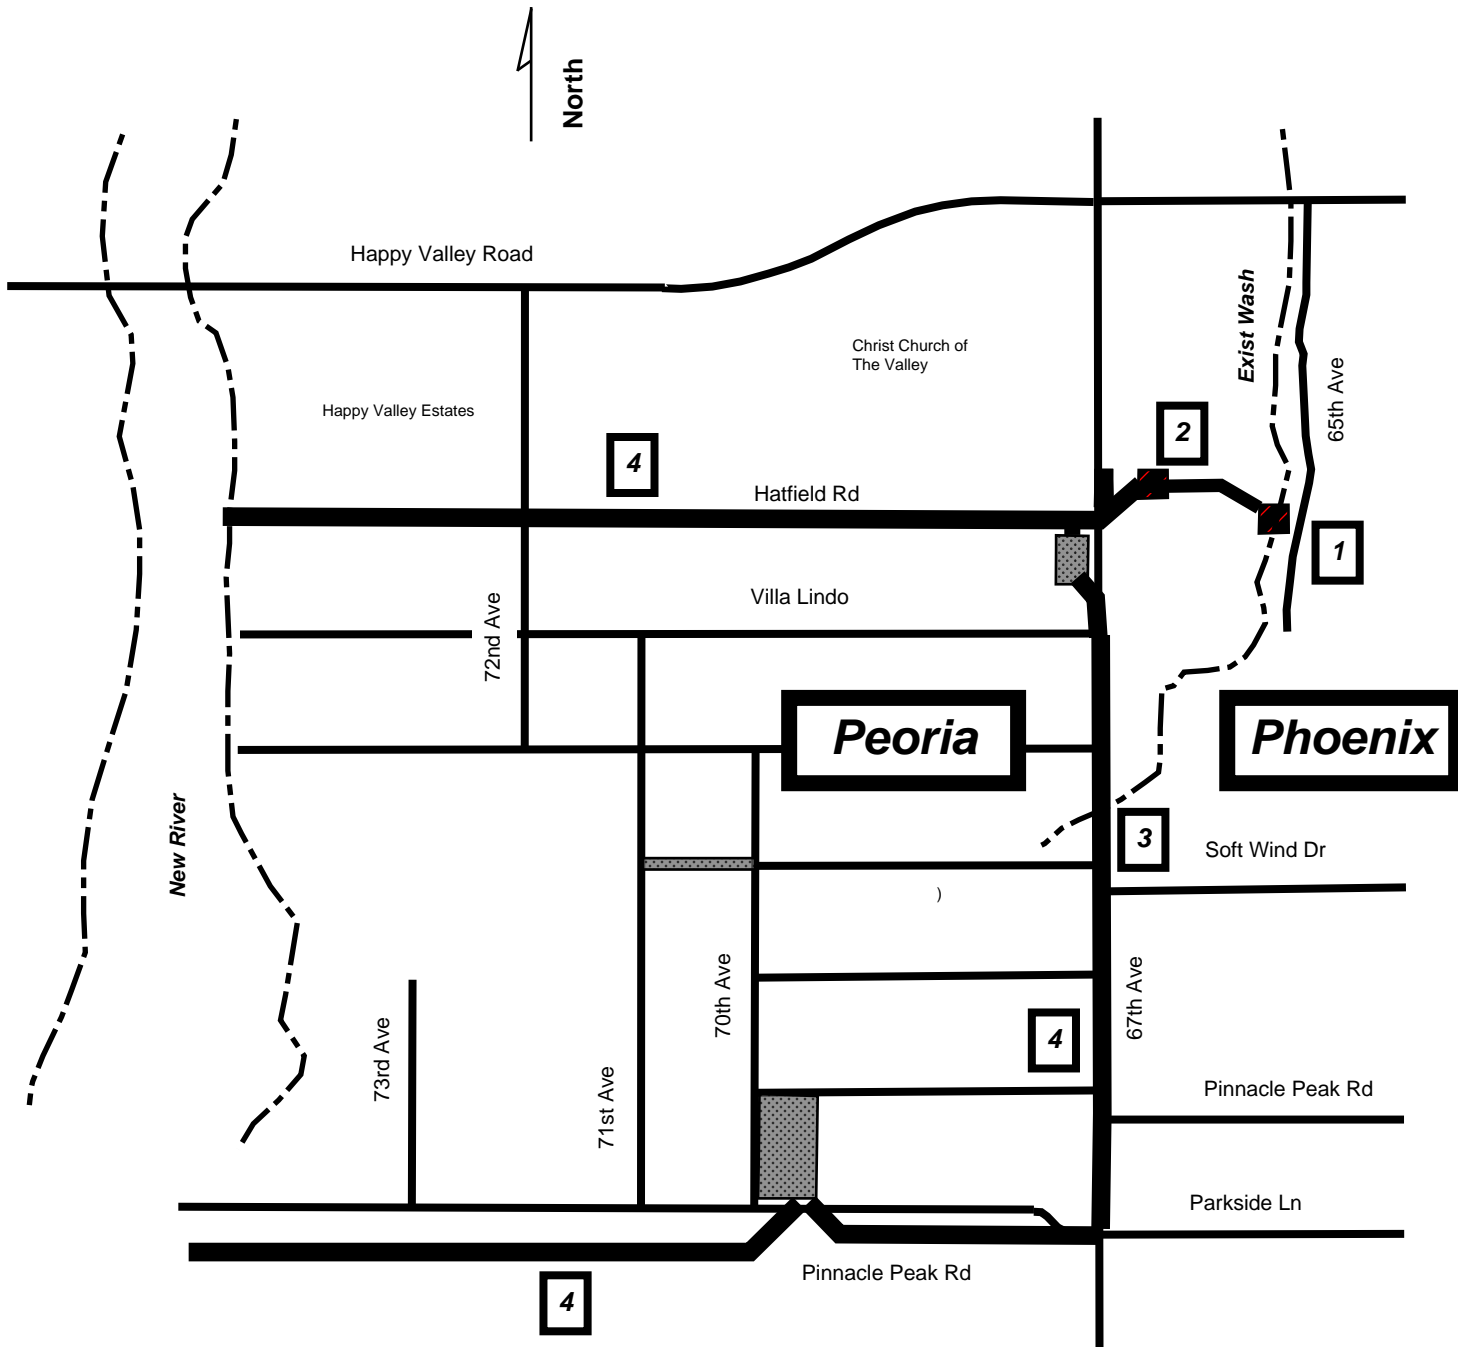 North
Happy Valley Road
Christ Church of
The Valley
Exist Wash
65th Ave
Happy Valley Estates
2
4
Hatfield Rd
1
Villa Lindo
72nd Ave
Peoria
Phoenix
New River
3
Soft Wind Dr
)
70th Ave
67th Ave
73rd Ave
4
71st Ave
Pinnacle Peak Rd
Parkside Ln
Pinnacle Peak Rd
4